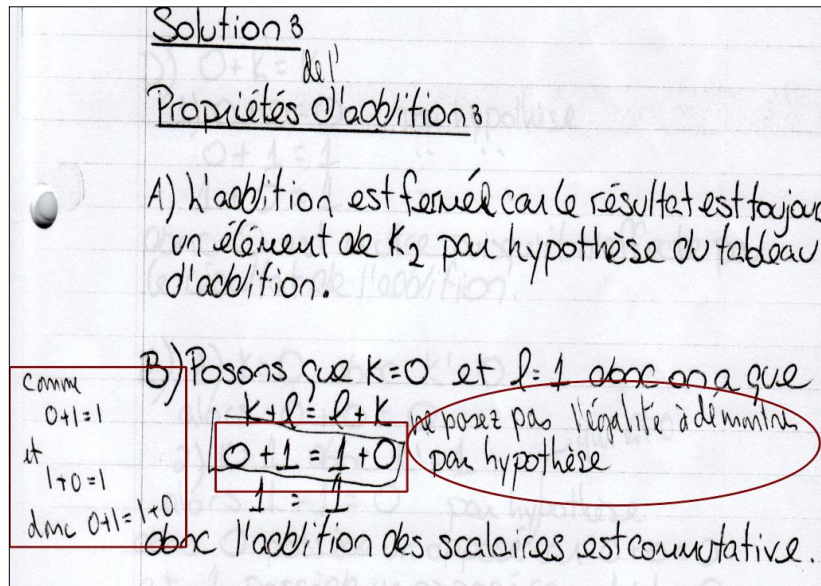 Solution :
de l'
Propriétés d'addition :
A) L'addition est fermée car le résultat est toujou
un élément de K₂ par hypothèse du tableau
d'addition.
B) Posons que k=0 et l=1 donc on a que
k+l = l+k
0+1 = 1+0
1 = 1
donc l'addition des scalaires est commutative.
comme
0+1=1
et
1+0=1
donc 0+1=1+0
ne posez pas l'égalité à démontrer
par hypothèse